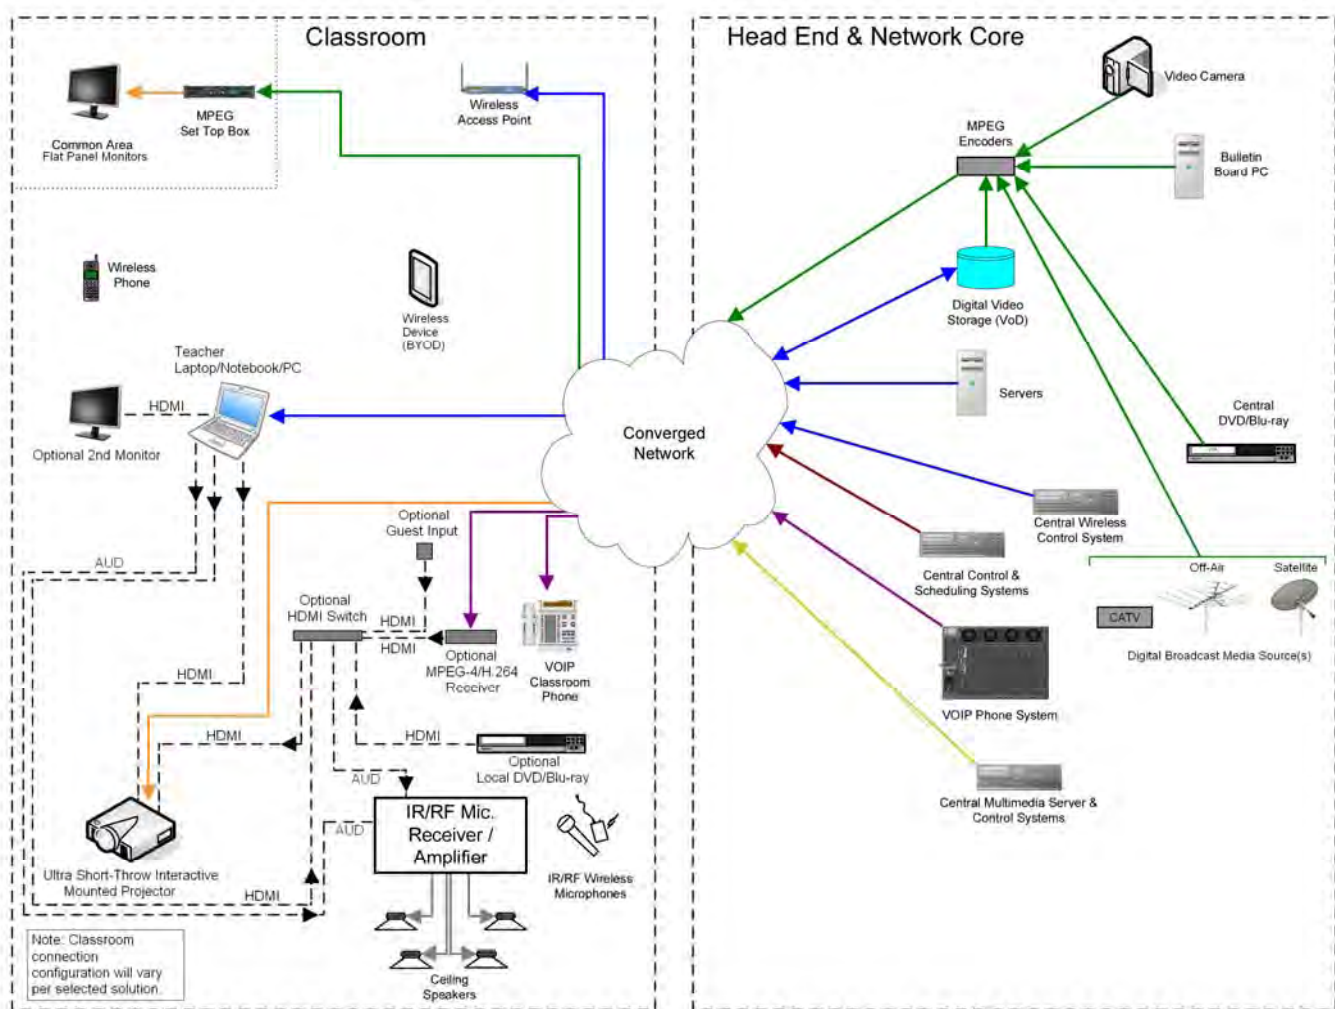 Classroom
Common Area
Flat Panel Monitors
MPEG
Set Top Box
Wireless
Access Point
Wireless
Phone
Wireless
Device
(BYOD)
Teacher
Laptop/Notebook/PC
HDMI
Optional 2nd Monitor
Optional
Guest Input
AUD
Optional
HDMI Switch
HDMI
HDMI
Optional
MPEG-4/H.264
Receiver
VOIP
Classroom
Phone
HDMI
HDMI
HDMI
Optional
Local DVD/Blu-ray
AUD
IR/RF Mic.
Receiver /
Amplifier
AUD
IR/RF Wireless
Microphones
Ultra Short-Throw Interactive
Mounted Projector
HDMI
Note: Classroom
connection
configuration will vary
per selected solution.
Ceiling
Speakers
Converged
Network
Head End & Network Core
Video Camera
MPEG
Encoders
Bulletin
Board PC
Digital Video
Storage (VoD)
Servers
Central
DVD/Blu-ray
Central Wireless
Control System
Central Control &
Scheduling Systems
Off-Air
Satellite
CATV
Digital Broadcast Media Source(s)
VOIP Phone System
Central Multimedia Server &
Control Systems